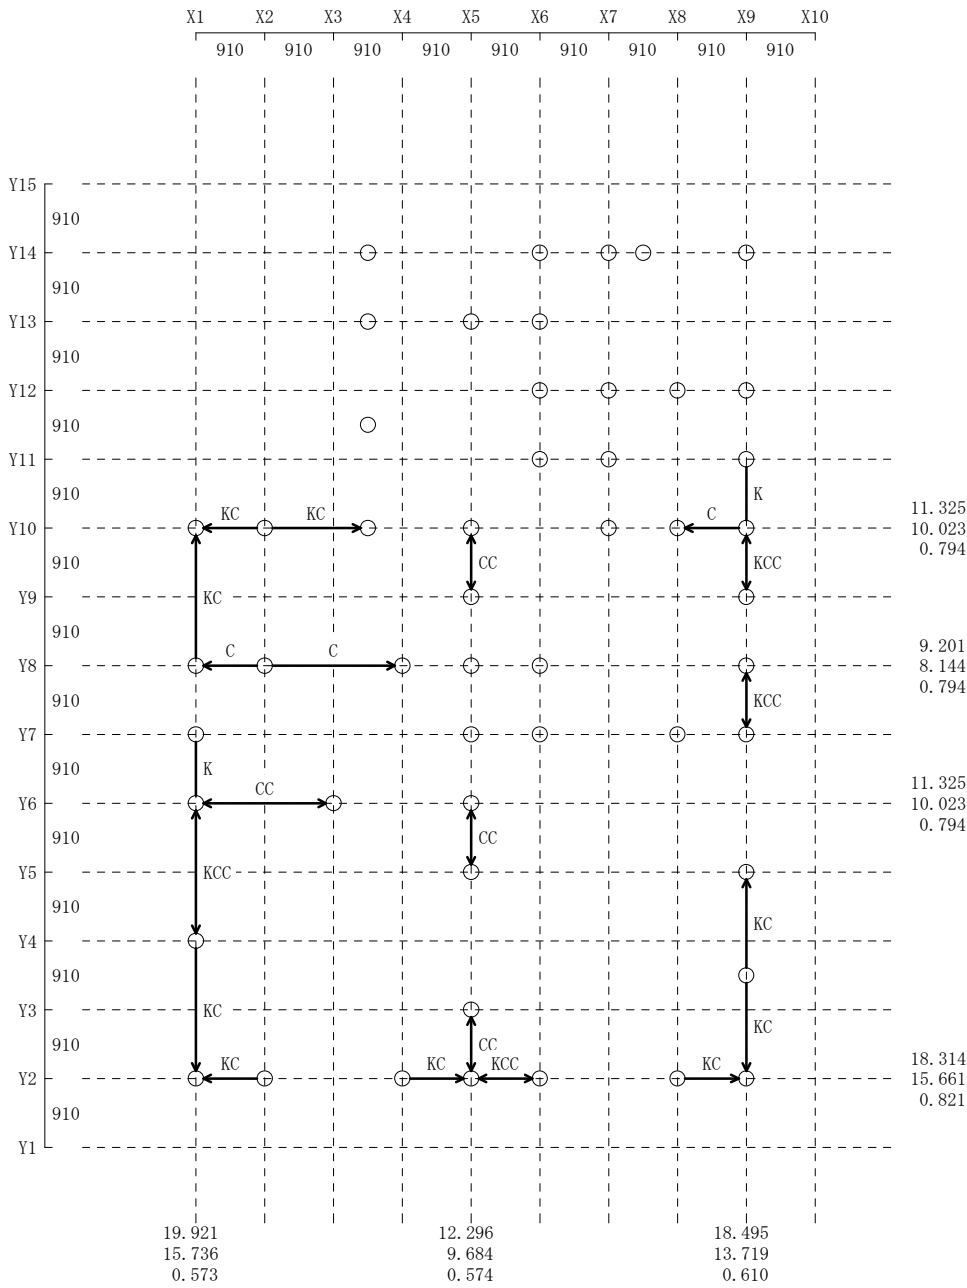 X1 X2 X3 X4 X5 X6 X7 X8 X9 X10
910 910 910 910 910 910 910 910 910
Y15
910
Y14
910
Y13
910
Y12
910
Y11
910 K
11.325
KC KC C
Y10 10.023
0.794
910 CC KCC
Y9 KC
910
9.201
C C
Y8 8.144
0.794
910 KCC
Y7
910 K
11.325
CC
Y6 10.023
0.794
910 CC
Y5 KCC
910 KC
Y4
910
Y3 KC
KC
910 CC
18.314
KC KC KCC KC
Y2 15.661
0.821
910
Y1
19.921 12.296 18.495
15.736 9.684 13.719
0.573 0.574 0.610